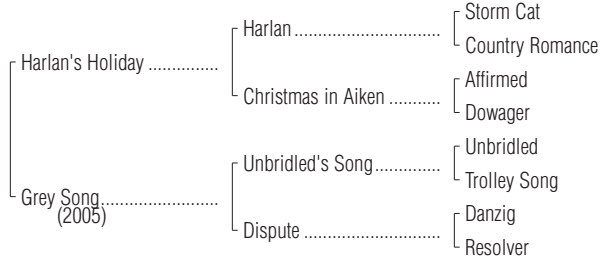 Storm Cat
Harlan ...............................
Country Romance
Harlan's Holiday ...............
Affirmed
Christmas in Aiken ...........
Dowager
Unbridled
Unbridled's Song..............
Trolley Song
Grey Song.........................
(2005)
Danzig
Dispute .............................
Resolver